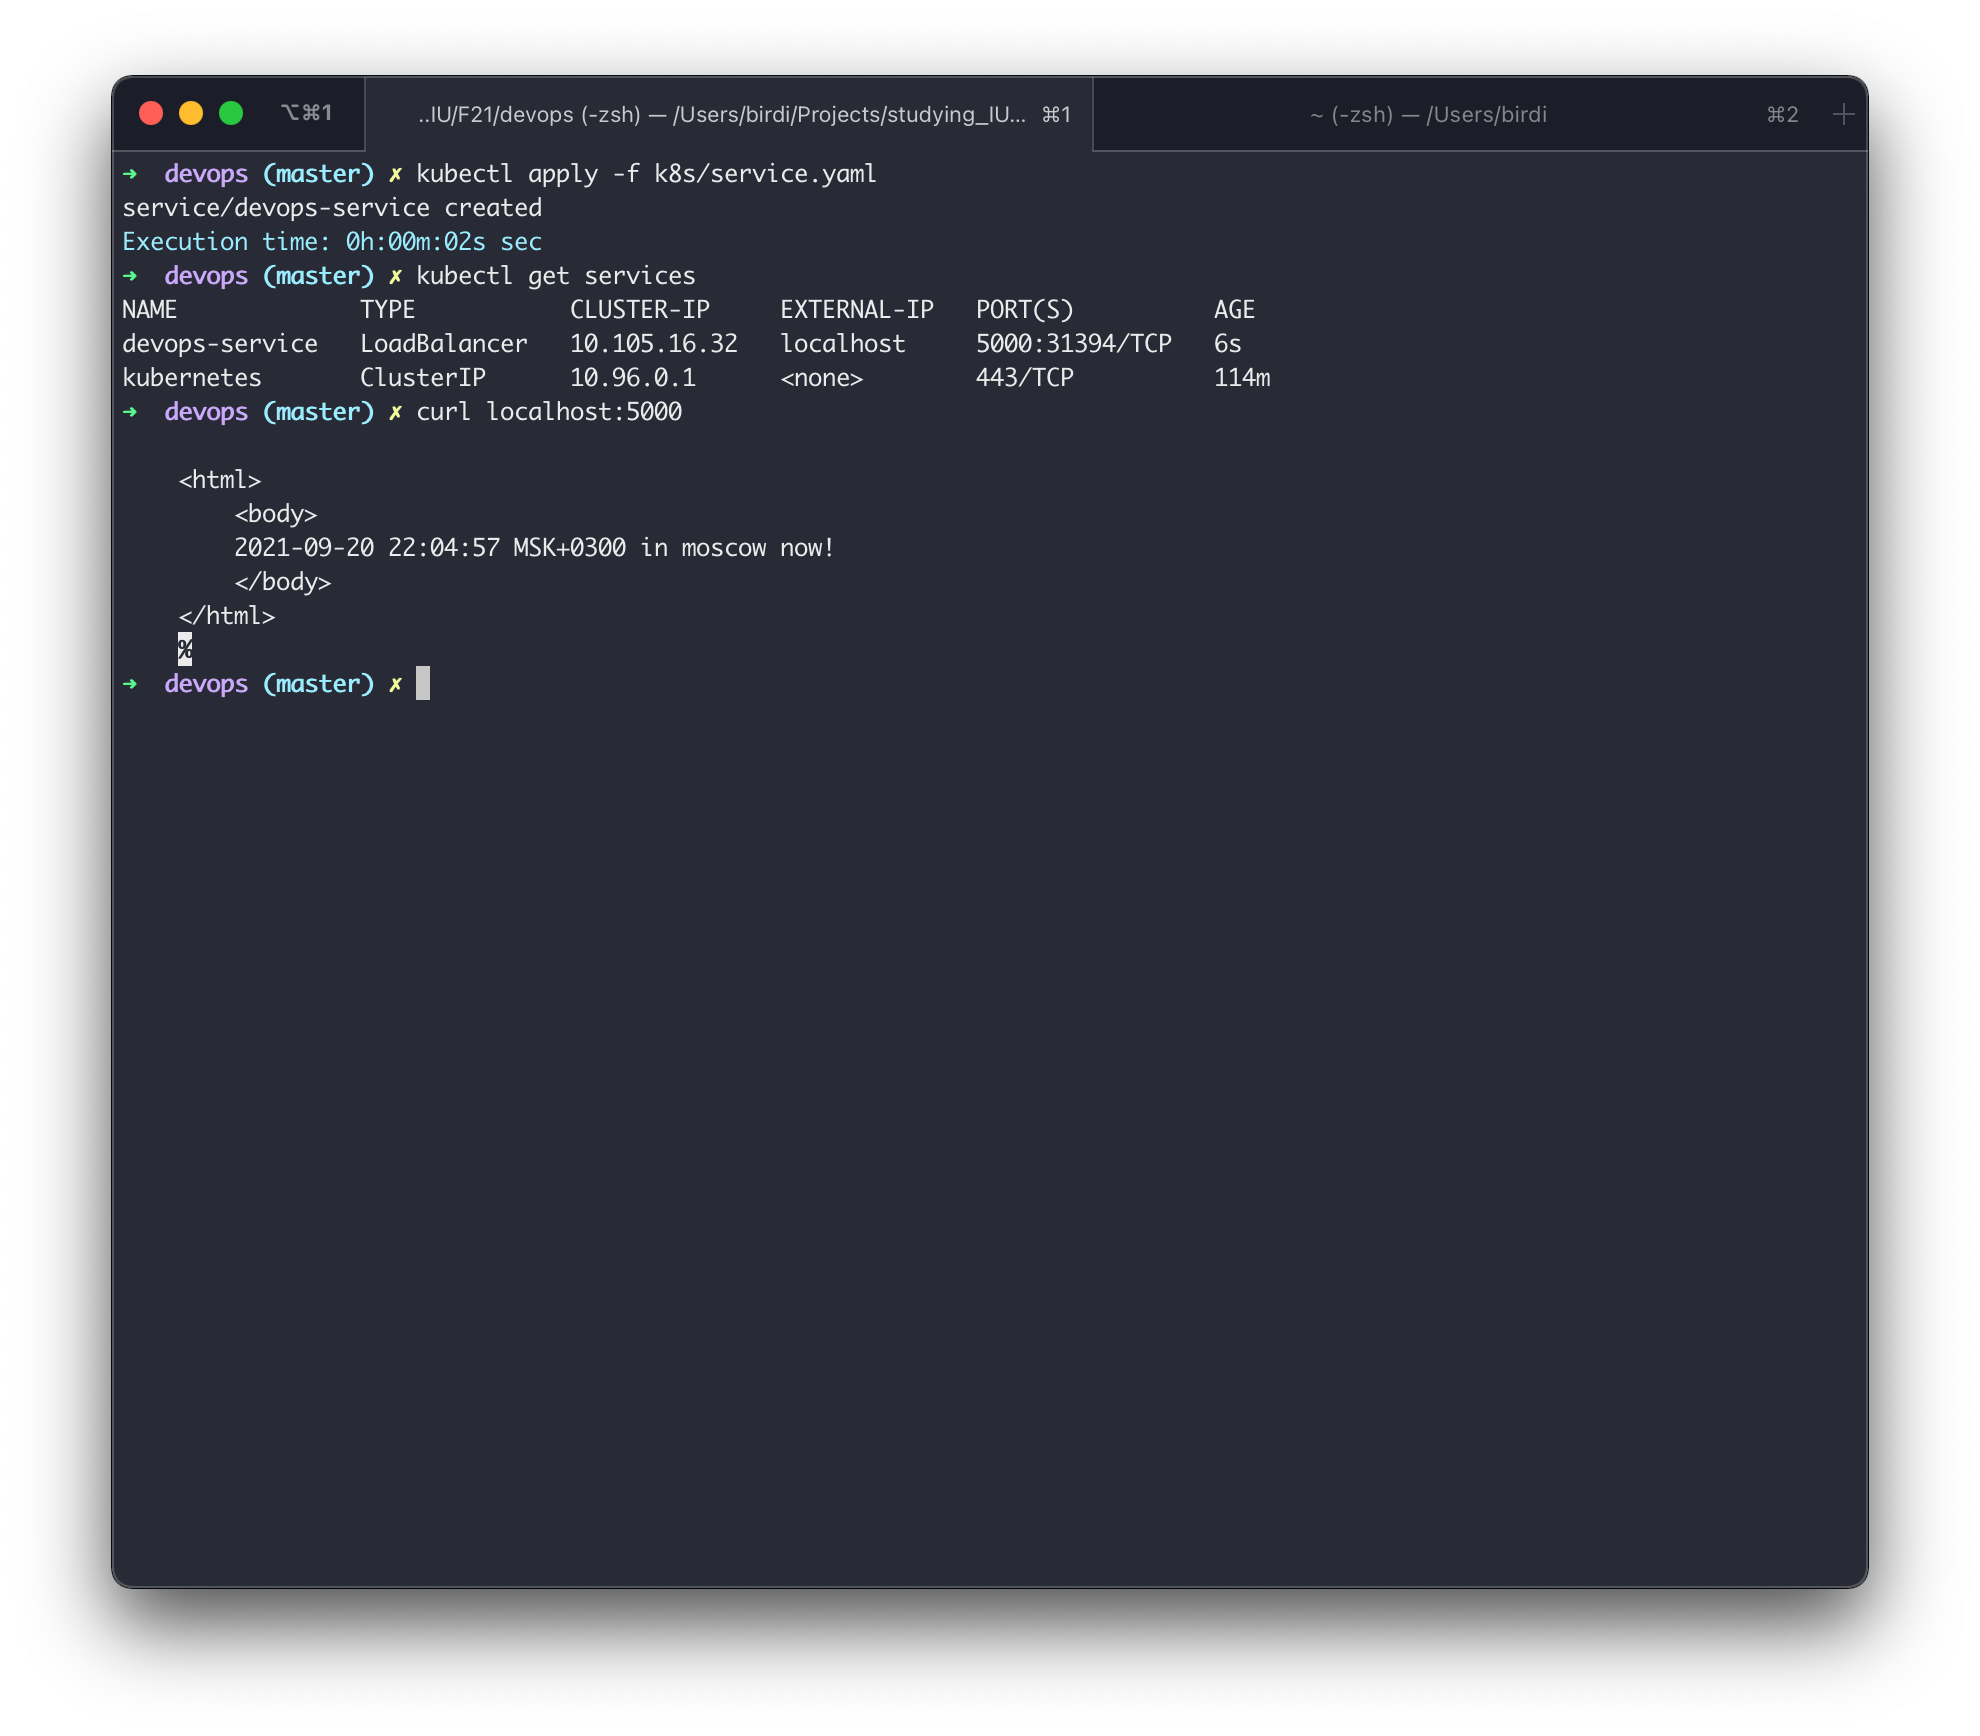 ⌥⌘1 ..IU/F21/devops (-zsh) — /Users/birdi/Projects/studying_IU... ⌘1 ~ (-zsh) — /Users/birdi ⌘2 +
➜  devops (master) ✗ kubectl apply -f k8s/service.yaml
service/devops-service created
Execution time: 0h:00m:02s sec
➜  devops (master) ✗ kubectl get services
NAME             TYPE           CLUSTER-IP     EXTERNAL-IP   PORT(S)          AGE
devops-service   LoadBalancer   10.105.16.32   localhost     5000:31394/TCP   6s
kubernetes       ClusterIP      10.96.0.1      <none>        443/TCP          114m
➜  devops (master) ✗ curl localhost:5000
    <html>
        <body>
        2021-09-20 22:04:57 MSK+0300 in moscow now!
        </body>
    </html>
    %
➜  devops (master) ✗